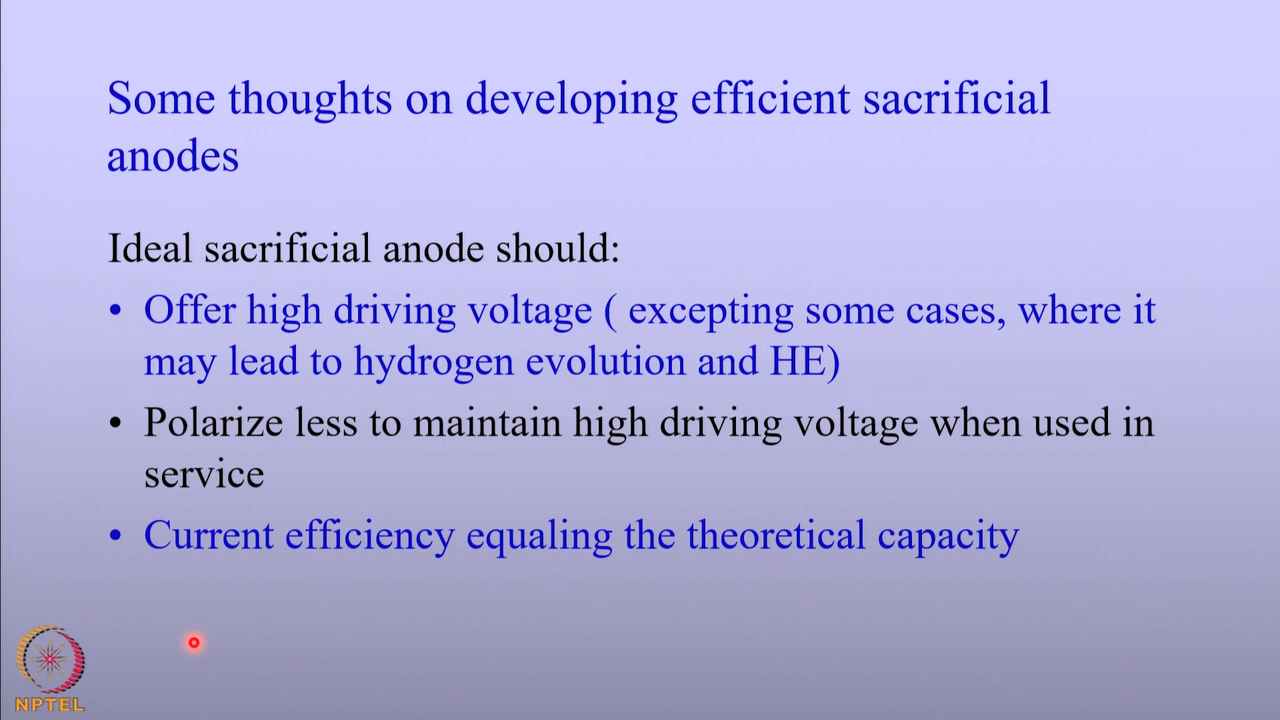 Some thoughts on developing efficient sacrificial
anodes
Ideal sacrificial anode should:
• Offer high driving voltage ( excepting some cases, where it
may lead to hydrogen evolution and HE)
• Polarize less to maintain high driving voltage when used in
service
• Current efficiency equaling the theoretical capacity
NPTEL